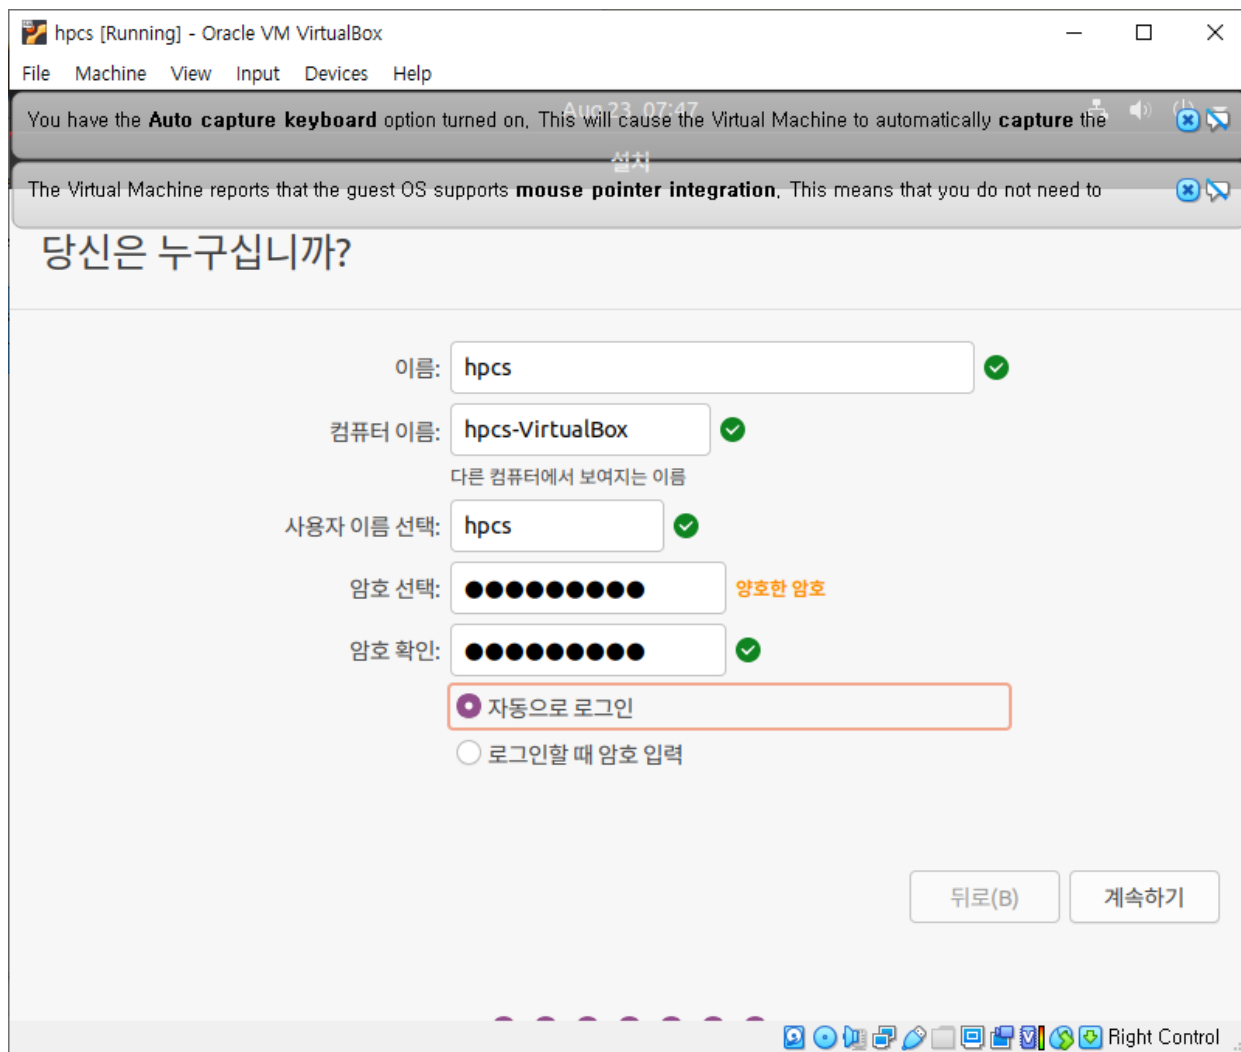 hpcs [Running] - Oracle VM VirtualBox
File Machine View Input Devices Help
Aug 23 07:47
You have the Auto capture keyboard option turned on. This will cause the Virtual Machine to automatically capture the
설치
The Virtual Machine reports that the guest OS supports mouse pointer integration. This means that you do not need to
당신은 누구십니까?
이름: hpcs
컴퓨터 이름: hpcs-VirtualBox
다른 컴퓨터에서 보여지는 이름
사용자 이름 선택: hpcs
암호 선택: ●●●●●●●●● 양호한 암호
암호 확인: ●●●●●●●●●
자동으로 로그인
로그인할 때 암호 입력
뒤로(B) 계속하기
Right Control